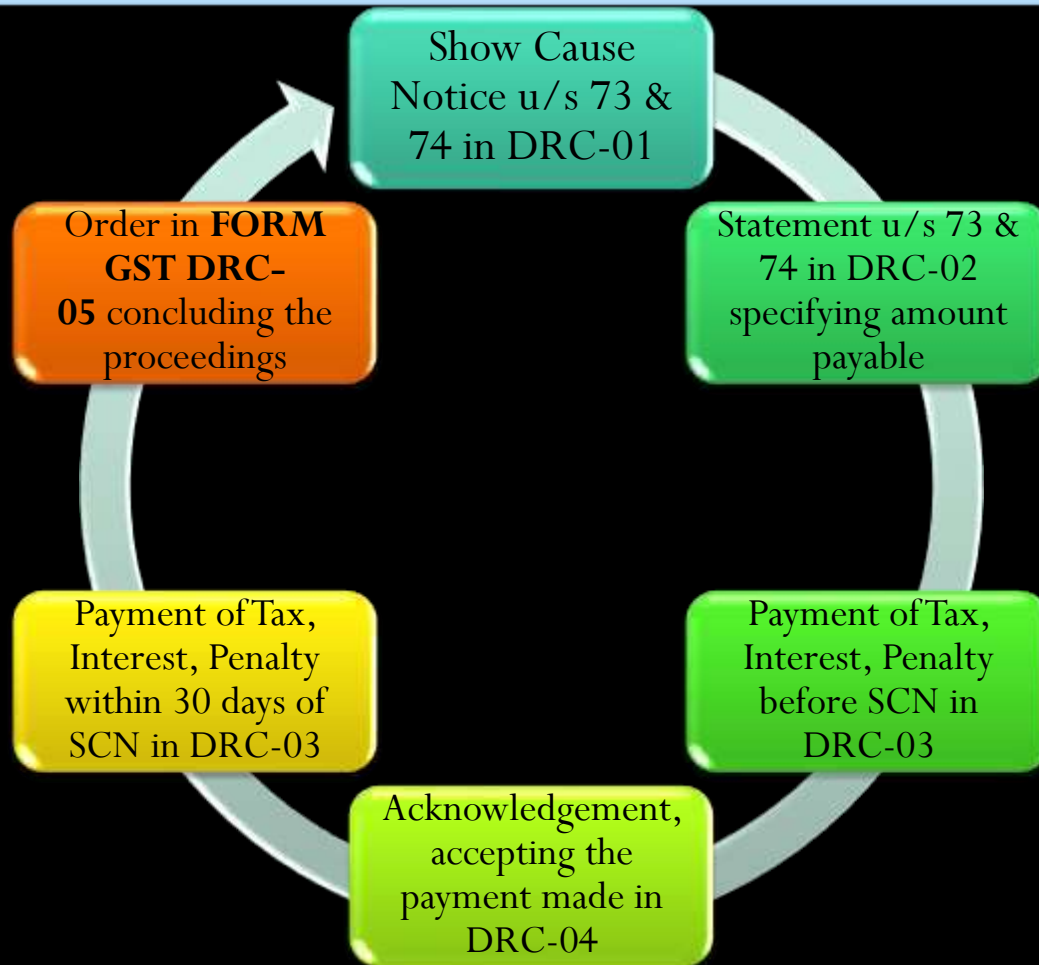 Show Cause
Notice u/s 73 &
74 in DRC-01
Statement u/s 73 &
74 in DRC-02
specifying amount
payable
Payment of Tax,
Interest, Penalty
before SCN in
DRC-03
Acknowledgement,
accepting the
payment made in
DRC-04
Payment of Tax,
Interest, Penalty
within 30 days of
SCN in DRC-03
Order in FORM
GST DRC-
05 concluding the
proceedings